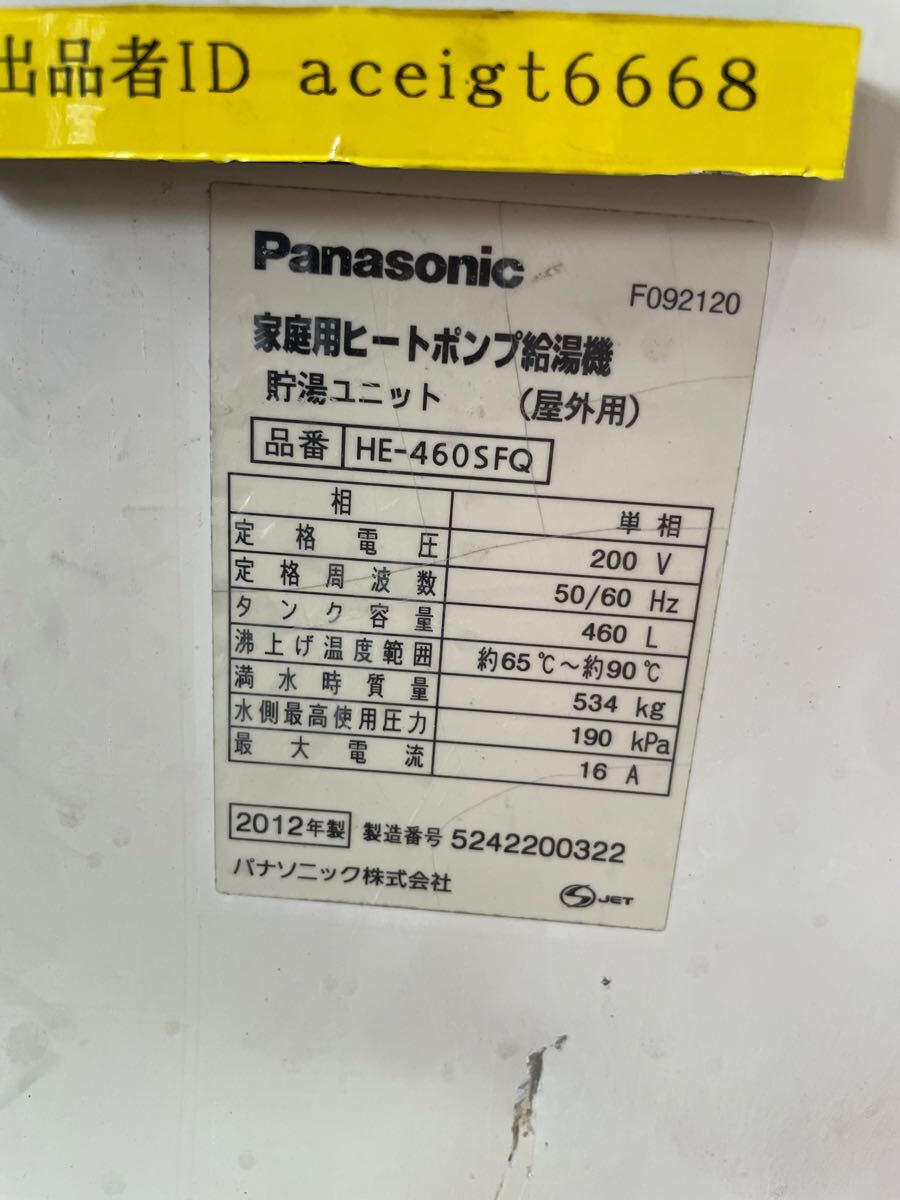 出品者ID aceigt6668
Panasonic
F092120
家庭用ヒートポンプ給湯機
貯湯ユニット (屋外用)
品番 HE-460SFQ
相 単相
定格電圧 200 V
定格周波数 50/60 Hz
タンク容量 460 L
沸上げ温度範囲 約65℃～約90℃
満水時質量 534 kg
水側最高使用圧力 190 kPa
最大電流 16 A
2012年製 製造番号 5242200322
パナソニック株式会社
JET